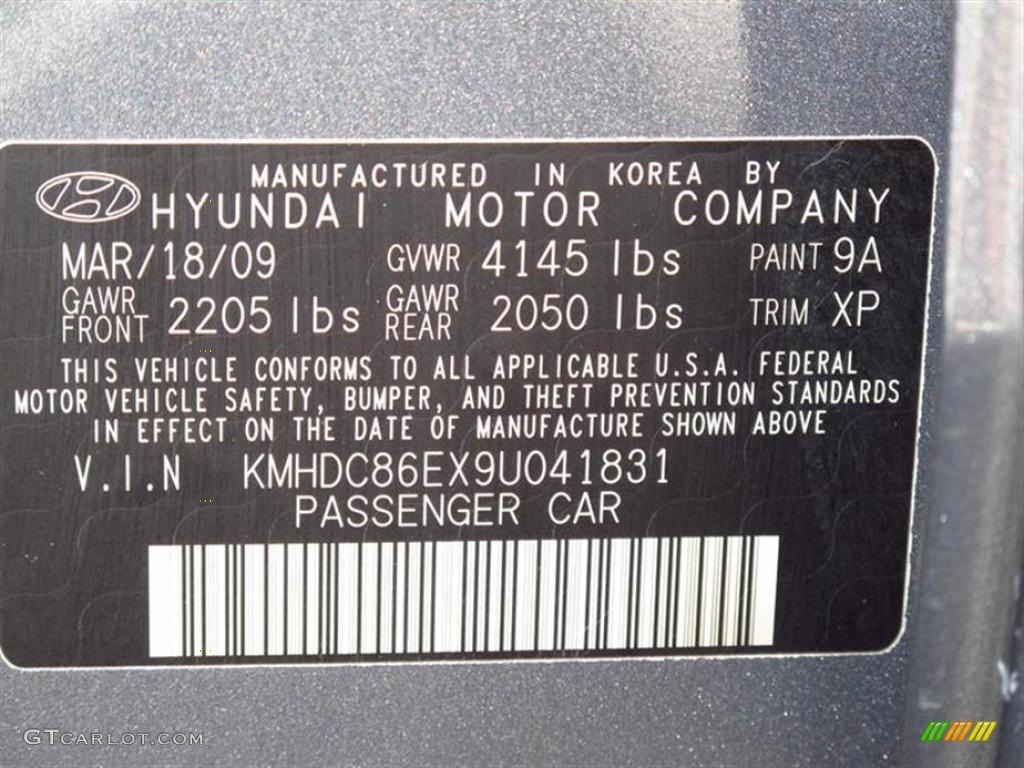 MANUFACTURED IN KOREA BY
HYUNDAI MOTOR COMPANY
MAR/18/09 GVWR 4145 lbs PAINT 9A
GAWR FRONT 2205 lbs GAWR REAR 2050 lbs TRIM XP
THIS VEHICLE CONFORMS TO ALL APPLICABLE U.S.A. FEDERAL
MOTOR VEHICLE SAFETY, BUMPER, AND THEFT PREVENTION STANDARDS
IN EFFECT ON THE DATE OF MANUFACTURE SHOWN ABOVE
V.I.N KMHDC86EX9U041831
PASSENGER CAR
GTCARLOT.COM